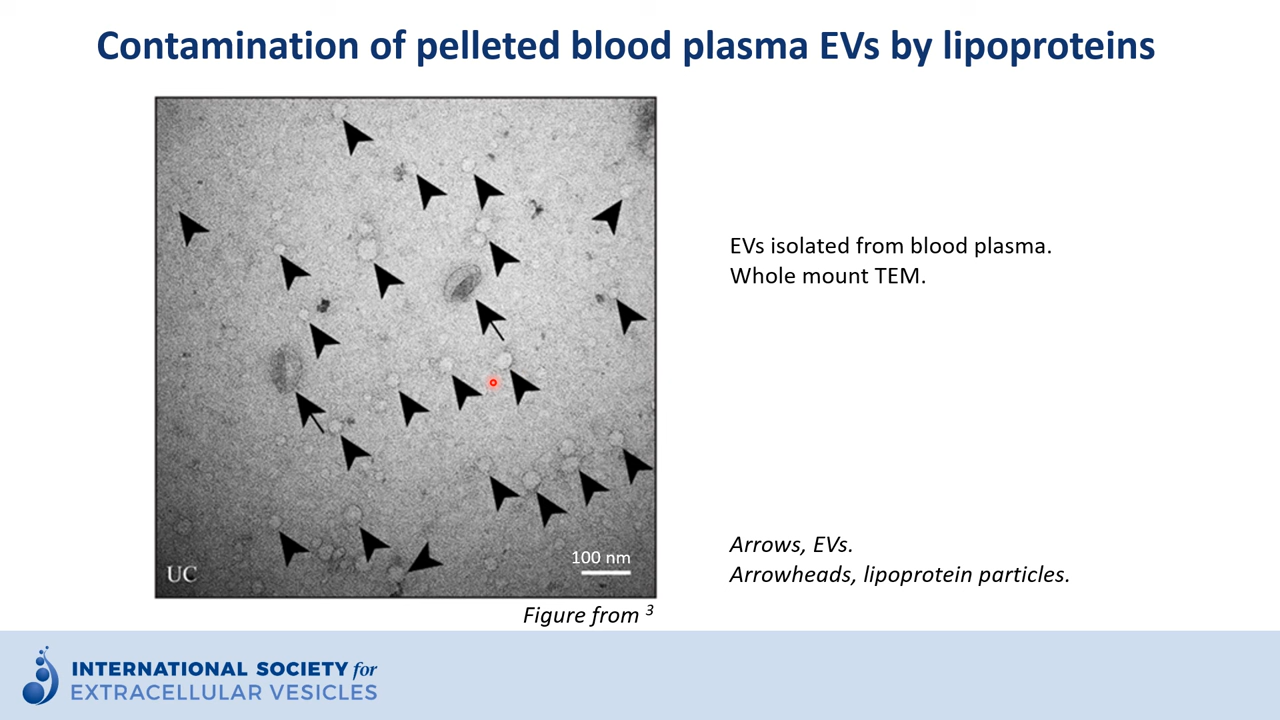 Contamination of pelleted blood plasma EVs by lipoproteins
EVs isolated from blood plasma.
Whole mount TEM.
100 nm
UC
Arrows, EVs.
Arrowheads, lipoprotein particles.
Figure from ³
INTERNATIONAL SOCIETY for
EXTRACELLULAR VESICLES